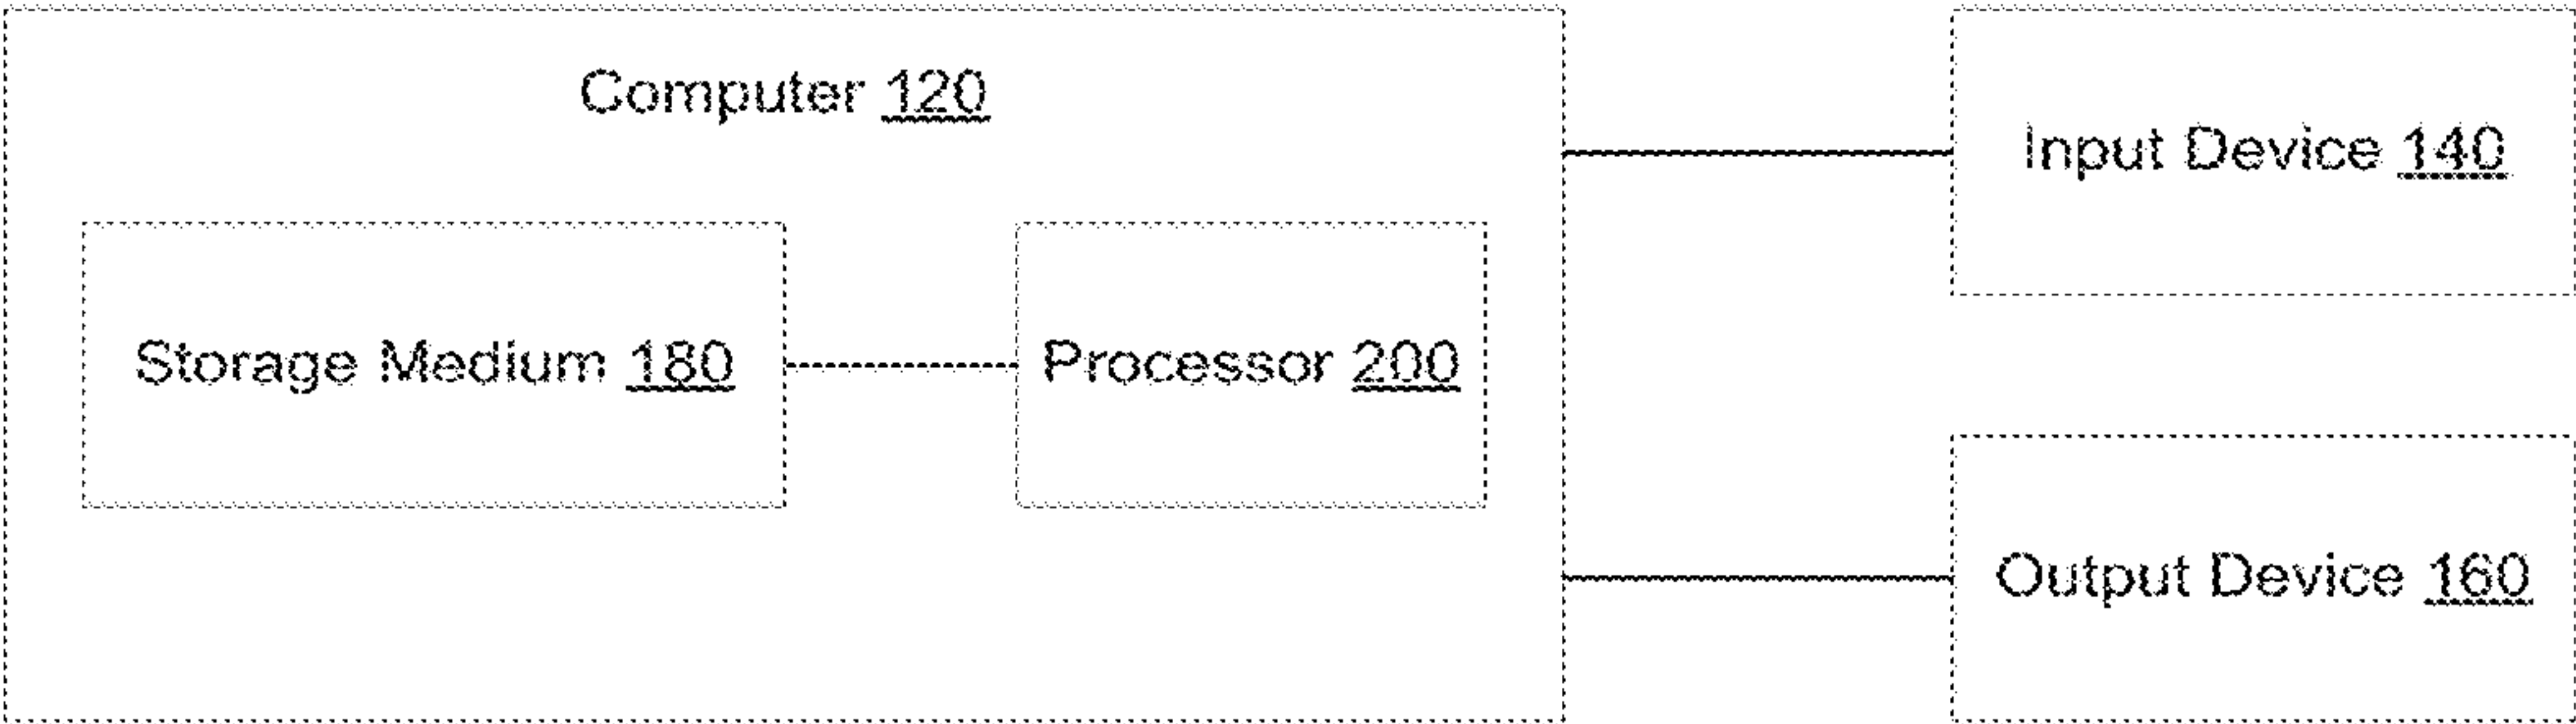 Computer 120
Input Device 140
Storage Medium 180
Processor 200
Output Device 160